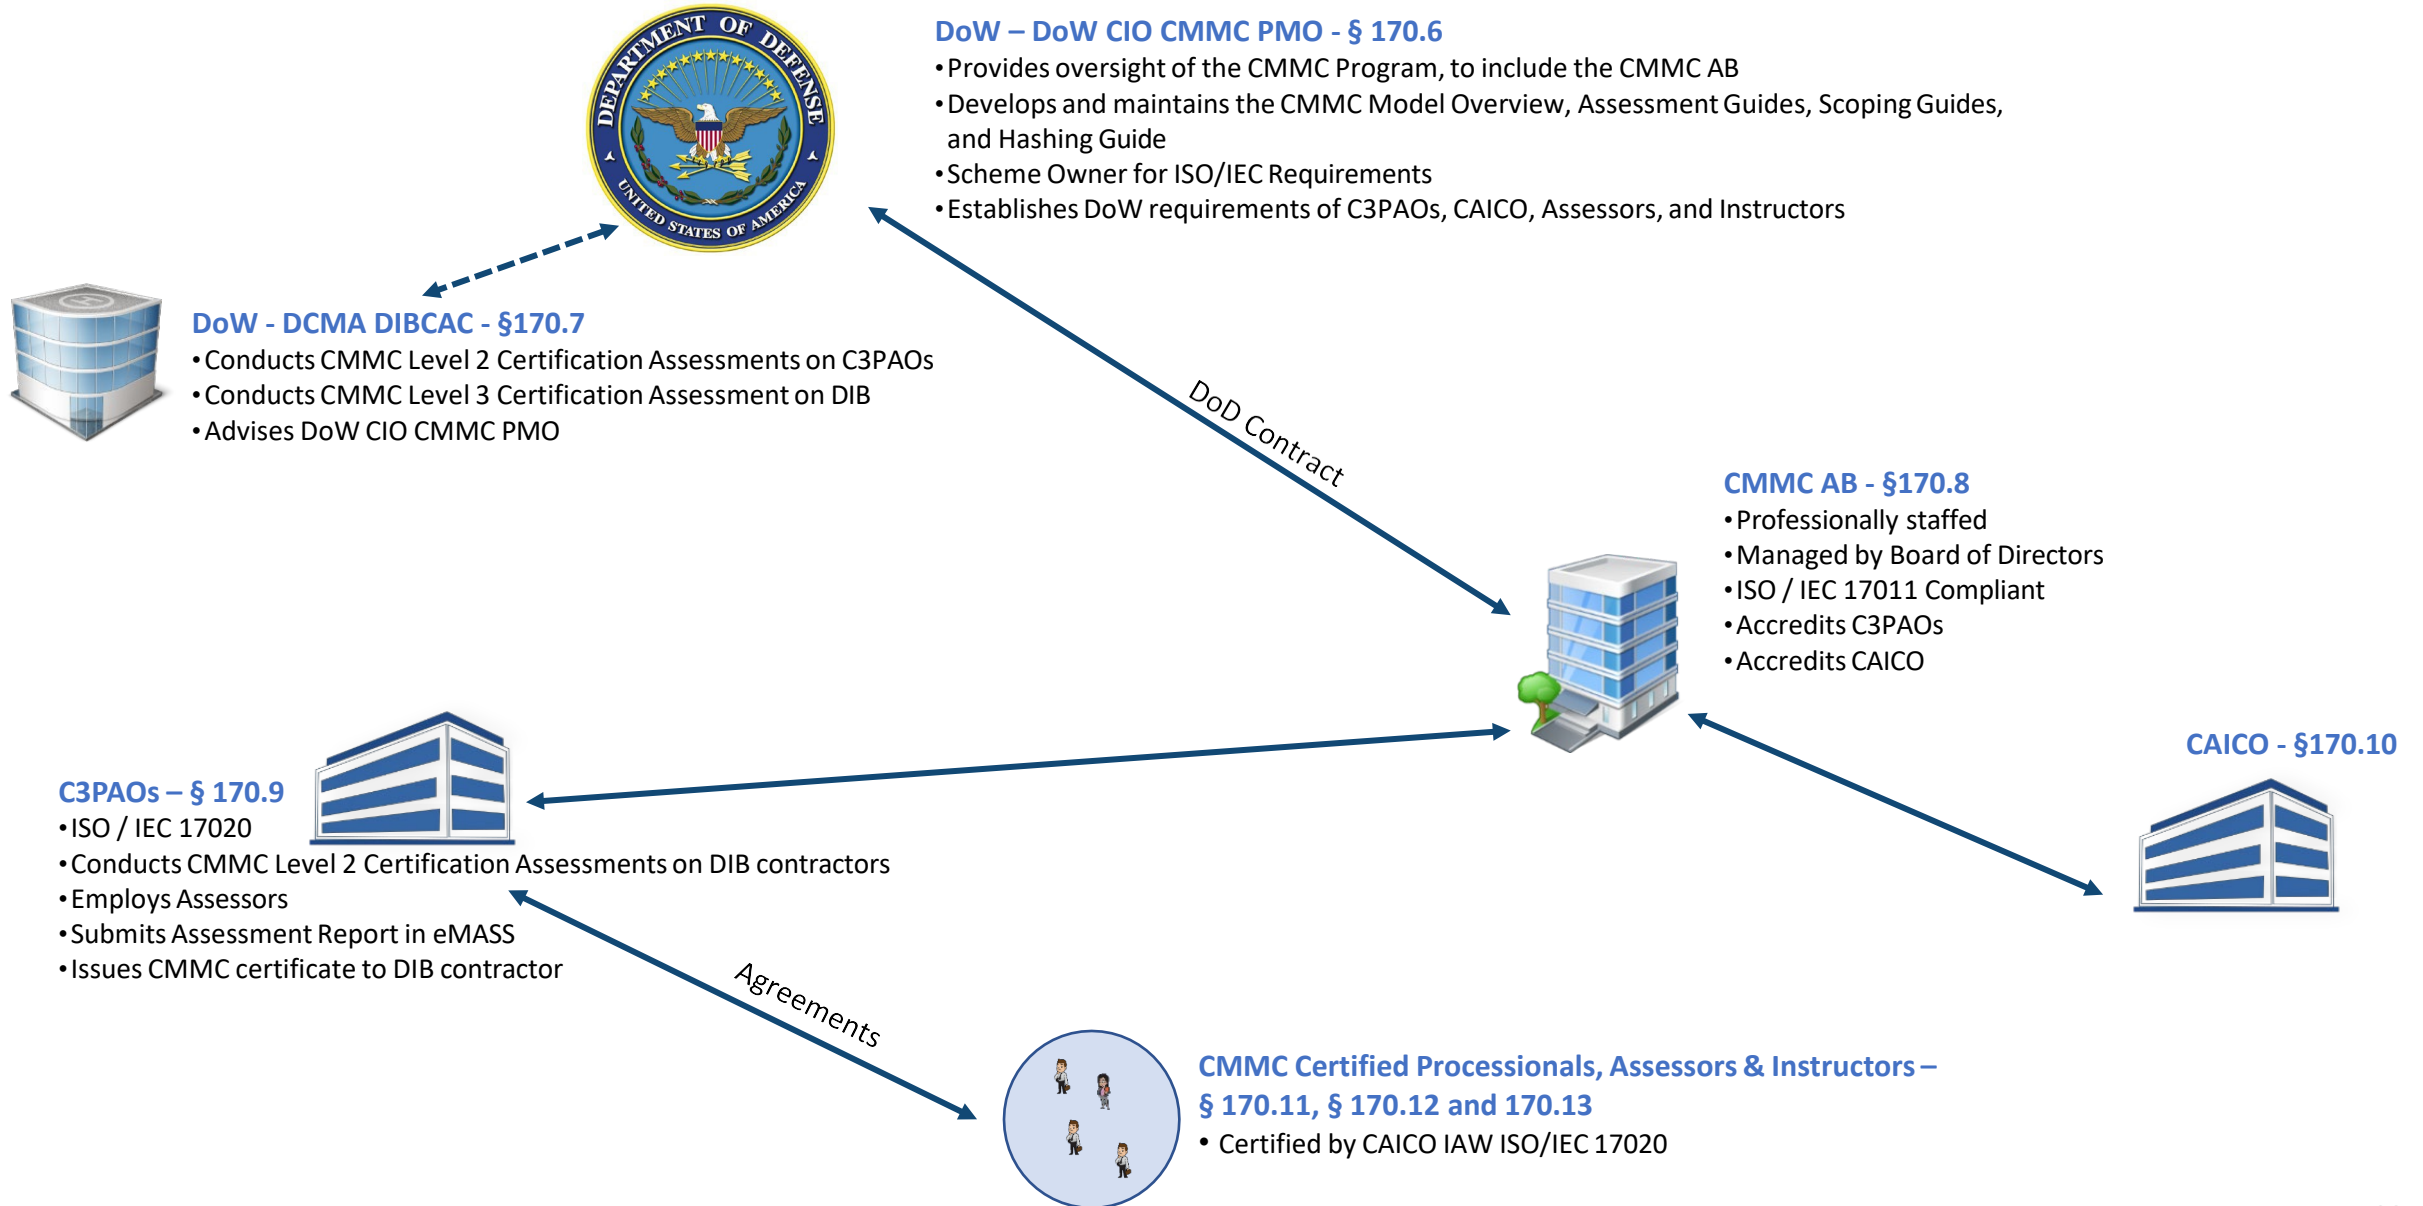 DEPARTMENT OF DEFENSE
UNITED STATES OF AMERICA
DoW – DoW CIO CMMC PMO - § 170.6
•Provides oversight of the CMMC Program, to include the CMMC AB
•Develops and maintains the CMMC Model Overview, Assessment Guides, Scoping Guides,
and Hashing Guide
•Scheme Owner for ISO/IEC Requirements
•Establishes DoW requirements of C3PAOs, CAICO, Assessors, and Instructors
H
DoW - DCMA DIBCAC - §170.7
•Conducts CMMC Level 2 Certification Assessments on C3PAOs
•Conducts CMMC Level 3 Certification Assessment on DIB
•Advises DoW CIO CMMC PMO
DoD Contract
CMMC AB - §170.8
•Professionally staffed
•Managed by Board of Directors
•ISO / IEC 17011 Compliant
•Accredits C3PAOs
•Accredits CAICO
CAICO - §170.10
C3PAOs – § 170.9
•ISO / IEC 17020
•Conducts CMMC Level 2 Certification Assessments on DIB contractors
•Employs Assessors
•Submits Assessment Report in eMASS
•Issues CMMC certificate to DIB contractor
Agreements
CMMC Certified Processionals, Assessors & Instructors –
§ 170.11, § 170.12 and 170.13
• Certified by CAICO IAW ISO/IEC 17020